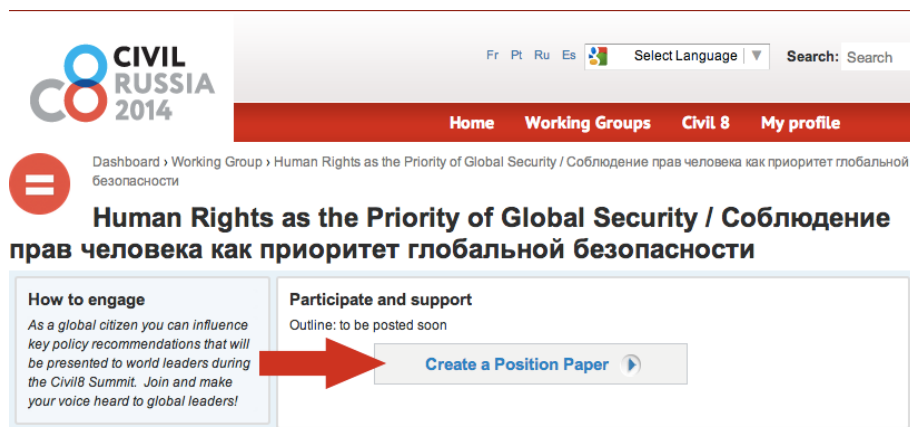 CIVIL
RUSSIA
2014
Fr Pt Ru Es Select Language ▼ Search: Search
Home Working Groups Civil 8 My profile
Dashboard › Working Group › Human Rights as the Priority of Global Security / Соблюдение прав человека как приоритет глобальной
безопасности
Human Rights as the Priority of Global Security / Соблюдение
прав человека как приоритет глобальной безопасности
How to engage
As a global citizen you can influence
key policy recommendations that will
be presented to world leaders during
the Civil8 Summit. Join and make
your voice heard to global leaders!
Participate and support
Outline: to be posted soon
Create a Position Paper